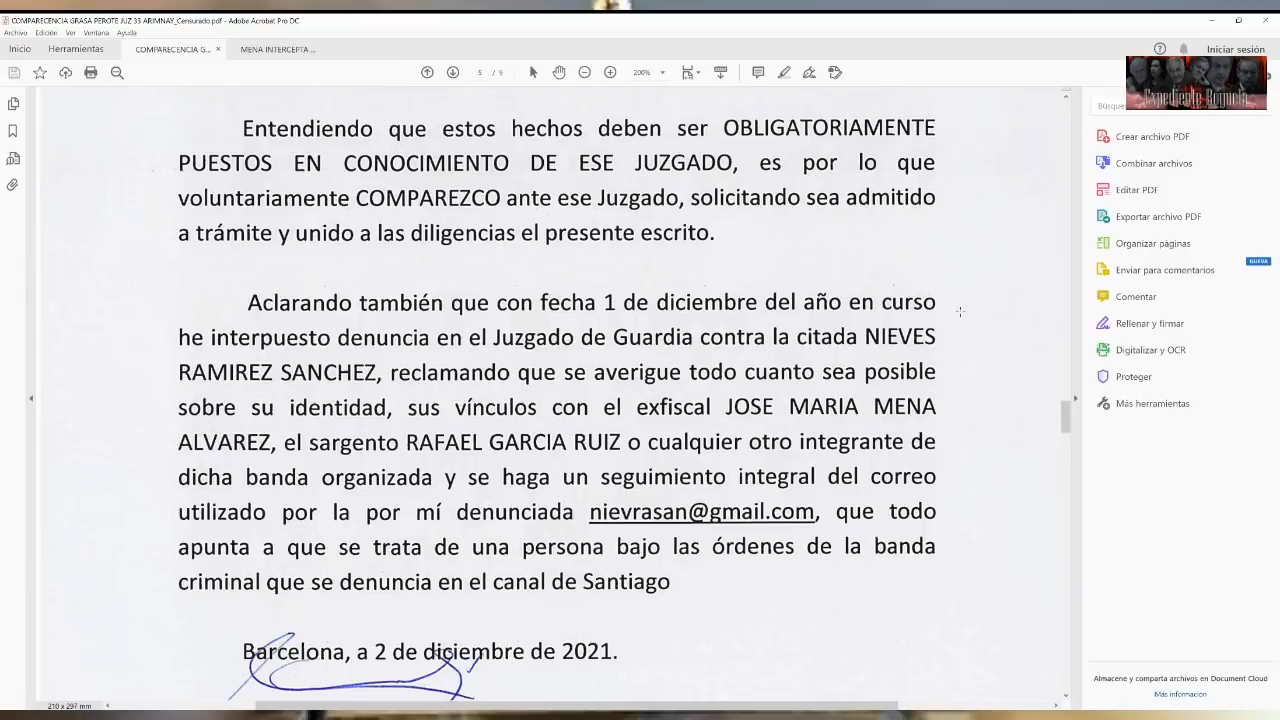 COMPARECENCIA GRASA PEROTE JUZ 33 ARIMNAY_Censurado.pdf - Adobe Acrobat Pro DC
Archivo Edición Ver Ventana Ayuda
Inicio Herramientas COMPARECENCIA G... × MENA INTERCEPTA ... Iniciar sesión
5 / 9 200%
Expediente Royuela
Búsque
Entendiendo que estos hechos deben ser OBLIGATORIAMENTE
PUESTOS EN CONOCIMIENTO DE ESE JUZGADO, es por lo que
voluntariamente COMPAREZCO ante ese Juzgado, solicitando sea admitido
a trámite y unido a las diligencias el presente escrito.
Aclarando también que con fecha 1 de diciembre del año en curso
he interpuesto denuncia en el Juzgado de Guardia contra la citada NIEVES
RAMIREZ SANCHEZ, reclamando que se averigue todo cuanto sea posible
sobre su identidad, sus vínculos con el exfiscal JOSE MARIA MENA
ALVAREZ, el sargento RAFAEL GARCIA RUIZ o cualquier otro integrante de
dicha banda organizada y se haga un seguimiento integral del correo
utilizado por la por mí denunciada nievrasan@gmail.com, que todo
apunta a que se trata de una persona bajo las órdenes de la banda
criminal que se denuncia en el canal de Santiago
Barcelona, a 2 de diciembre de 2021.
Crear archivo PDF
Combinar archivos
Editar PDF
Exportar archivo PDF
Organizar páginas
Enviar para comentarios
NUEVA
Comentar
Rellenar y firmar
Digitalizar y OCR
Proteger
Más herramientas
Almacene y comparta archivos en Document Cloud
Más información
210 x 297 mm